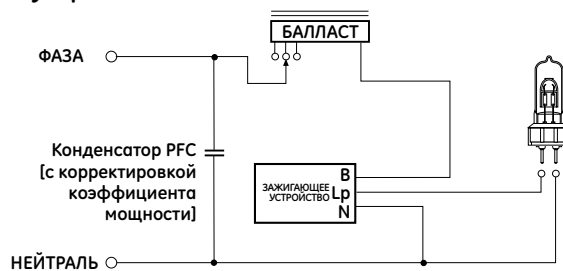 БАЛЛАСТ
ФАЗА
Конденсатор PFC
[с корректировкой
коэффициента
мощности]
ЗАЖИГАЮЩЕЕ
УСТРОЙСТВО
B
Lp
N
НЕЙТРАЛЬ